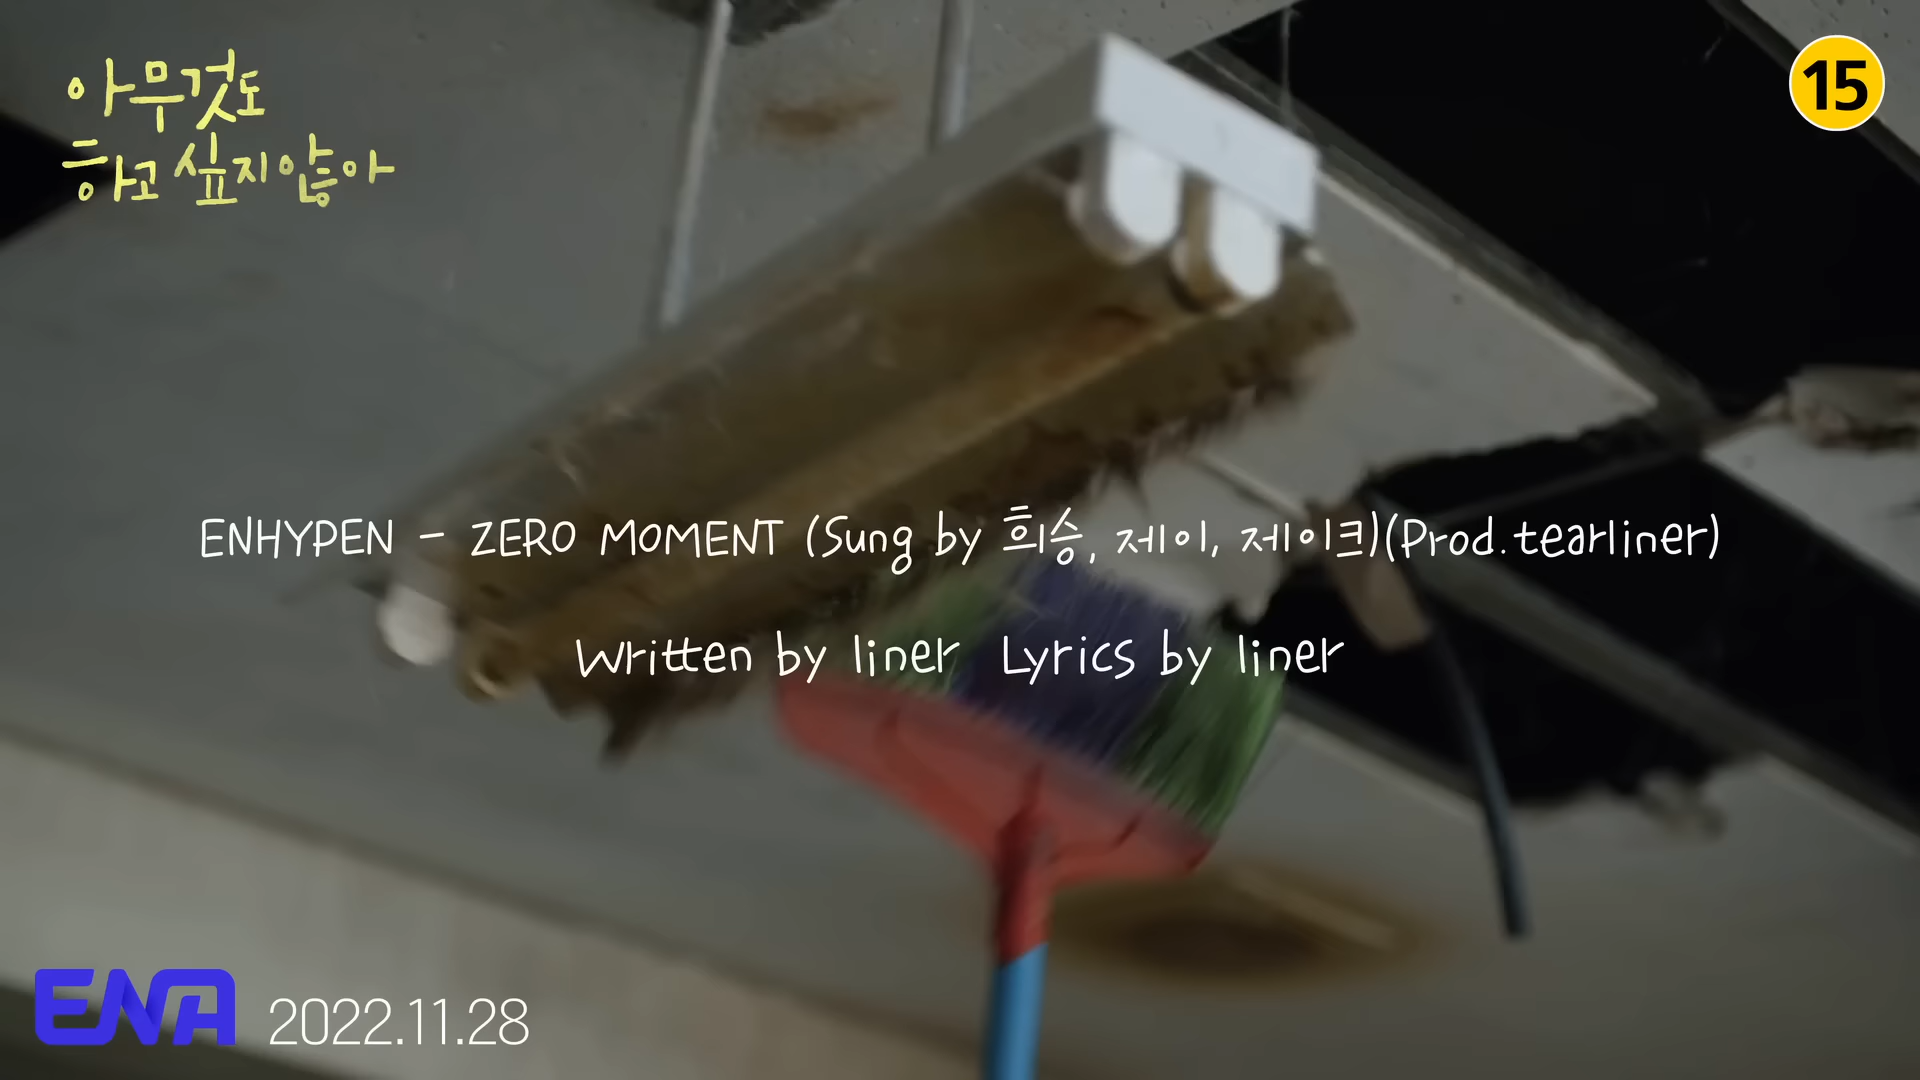 아무것도
하고 싶지 않아
15
ENHYPEN - ZERO MOMENT (Sung by 희승, 제이, 제이크)(Prod.tearliner)
Written by liner Lyrics by liner
ENA 2022.11.28